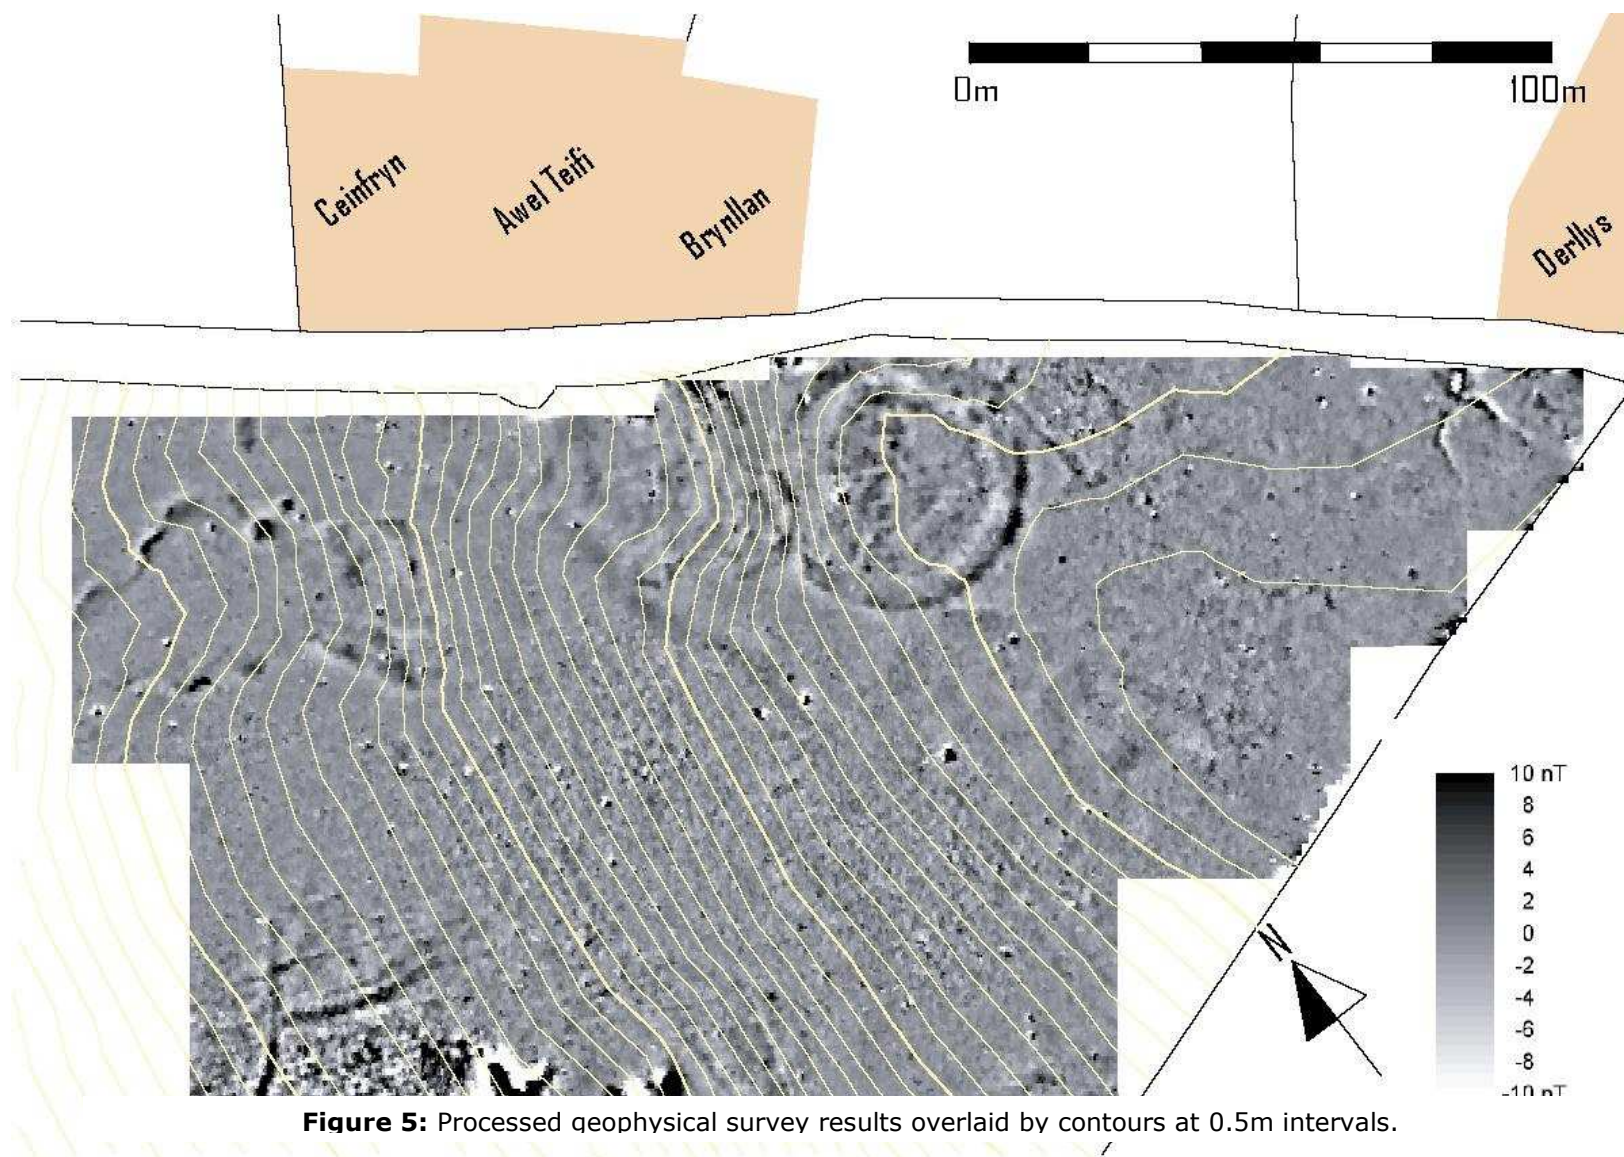 Ceinfryn
Awel Teifi
Brynllan
Derllys
0m 100m
10 nT
8
6
4
2
0
-2
-4
-6
-8
-10 nT
N
Figure 5: Processed geophysical survey results overlaid by contours at 0.5m intervals.